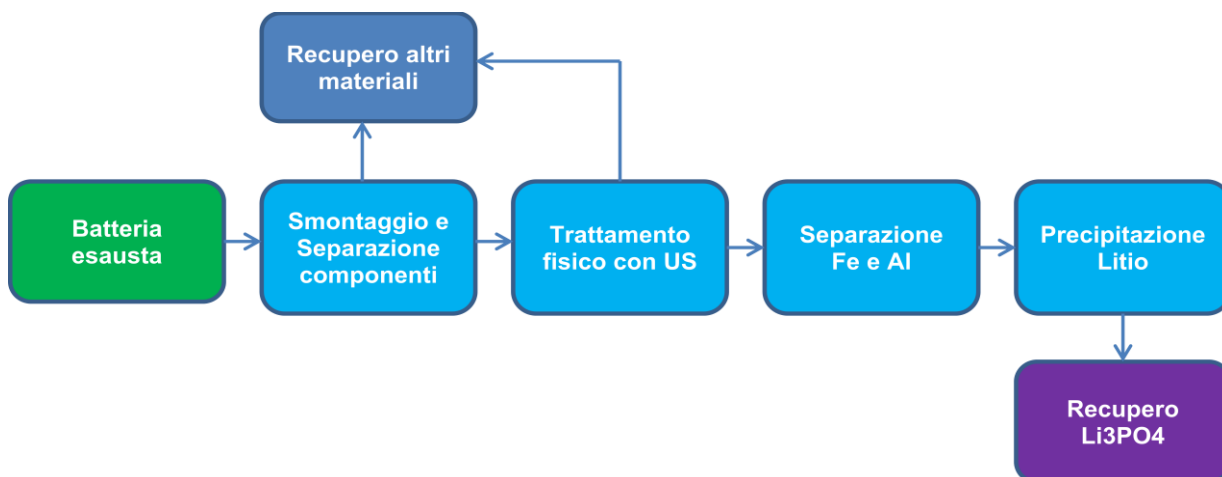 Recupero altri
materiali
Batteria
esausta
Smontaggio e
Separazione
componenti
Trattamento
fisico con US
Separazione
Fe e Al
Precipitazione
Litio
Recupero
Li3PO4